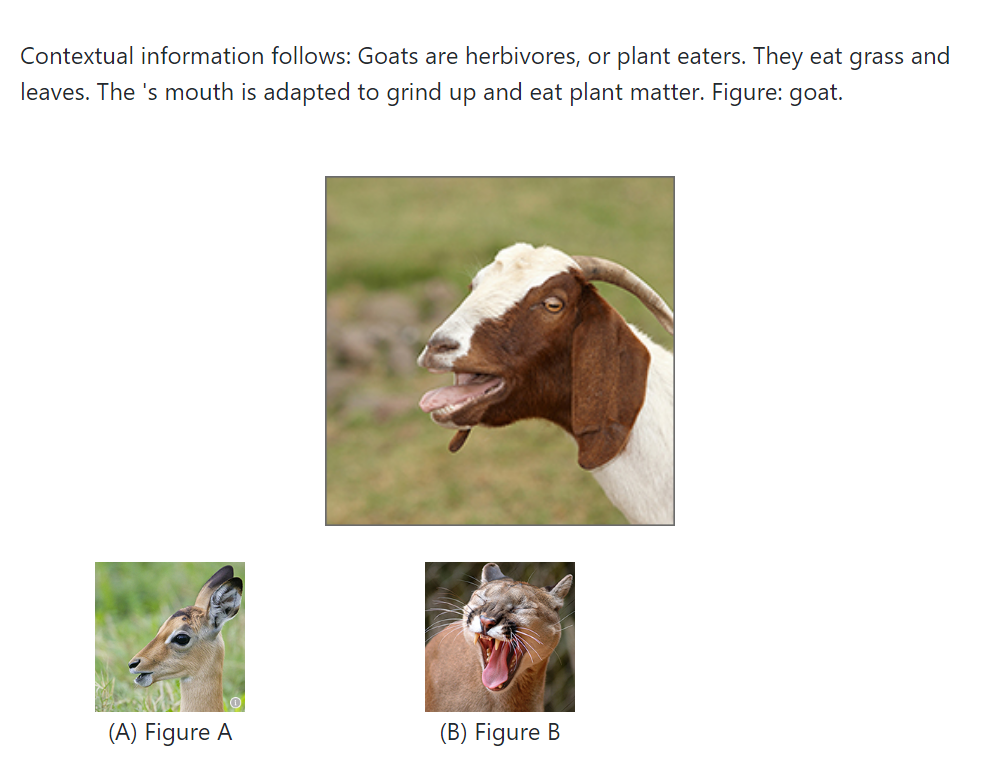 Contextual information follows: Goats are herbivores, or plant eaters. They eat grass and
leaves. The 's mouth is adapted to grind up and eat plant matter. Figure: goat.
(A) Figure A
(B) Figure B